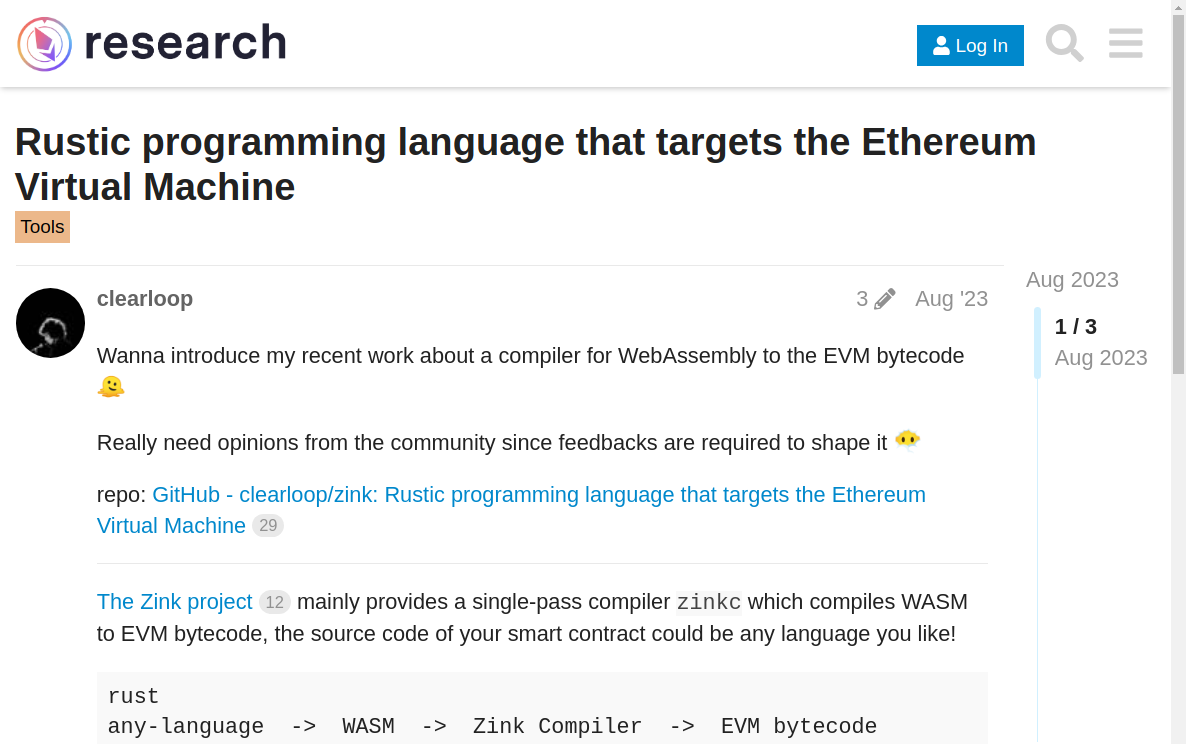 research
Log In
Rustic programming language that targets the Ethereum
Virtual Machine
Tools
clearloop
3
Aug '23
Aug 2023
1 / 3
Aug 2023
Wanna introduce my recent work about a compiler for WebAssembly to the EVM bytecode
Really need opinions from the community since feedbacks are required to shape it
repo: GitHub - clearloop/zink: Rustic programming language that targets the Ethereum
Virtual Machine 29
The Zink project 12 mainly provides a single-pass compiler zinkc which compiles WASM
to EVM bytecode, the source code of your smart contract could be any language you like!
rust
any-language  ->  WASM  ->  Zink Compiler  ->  EVM bytecode